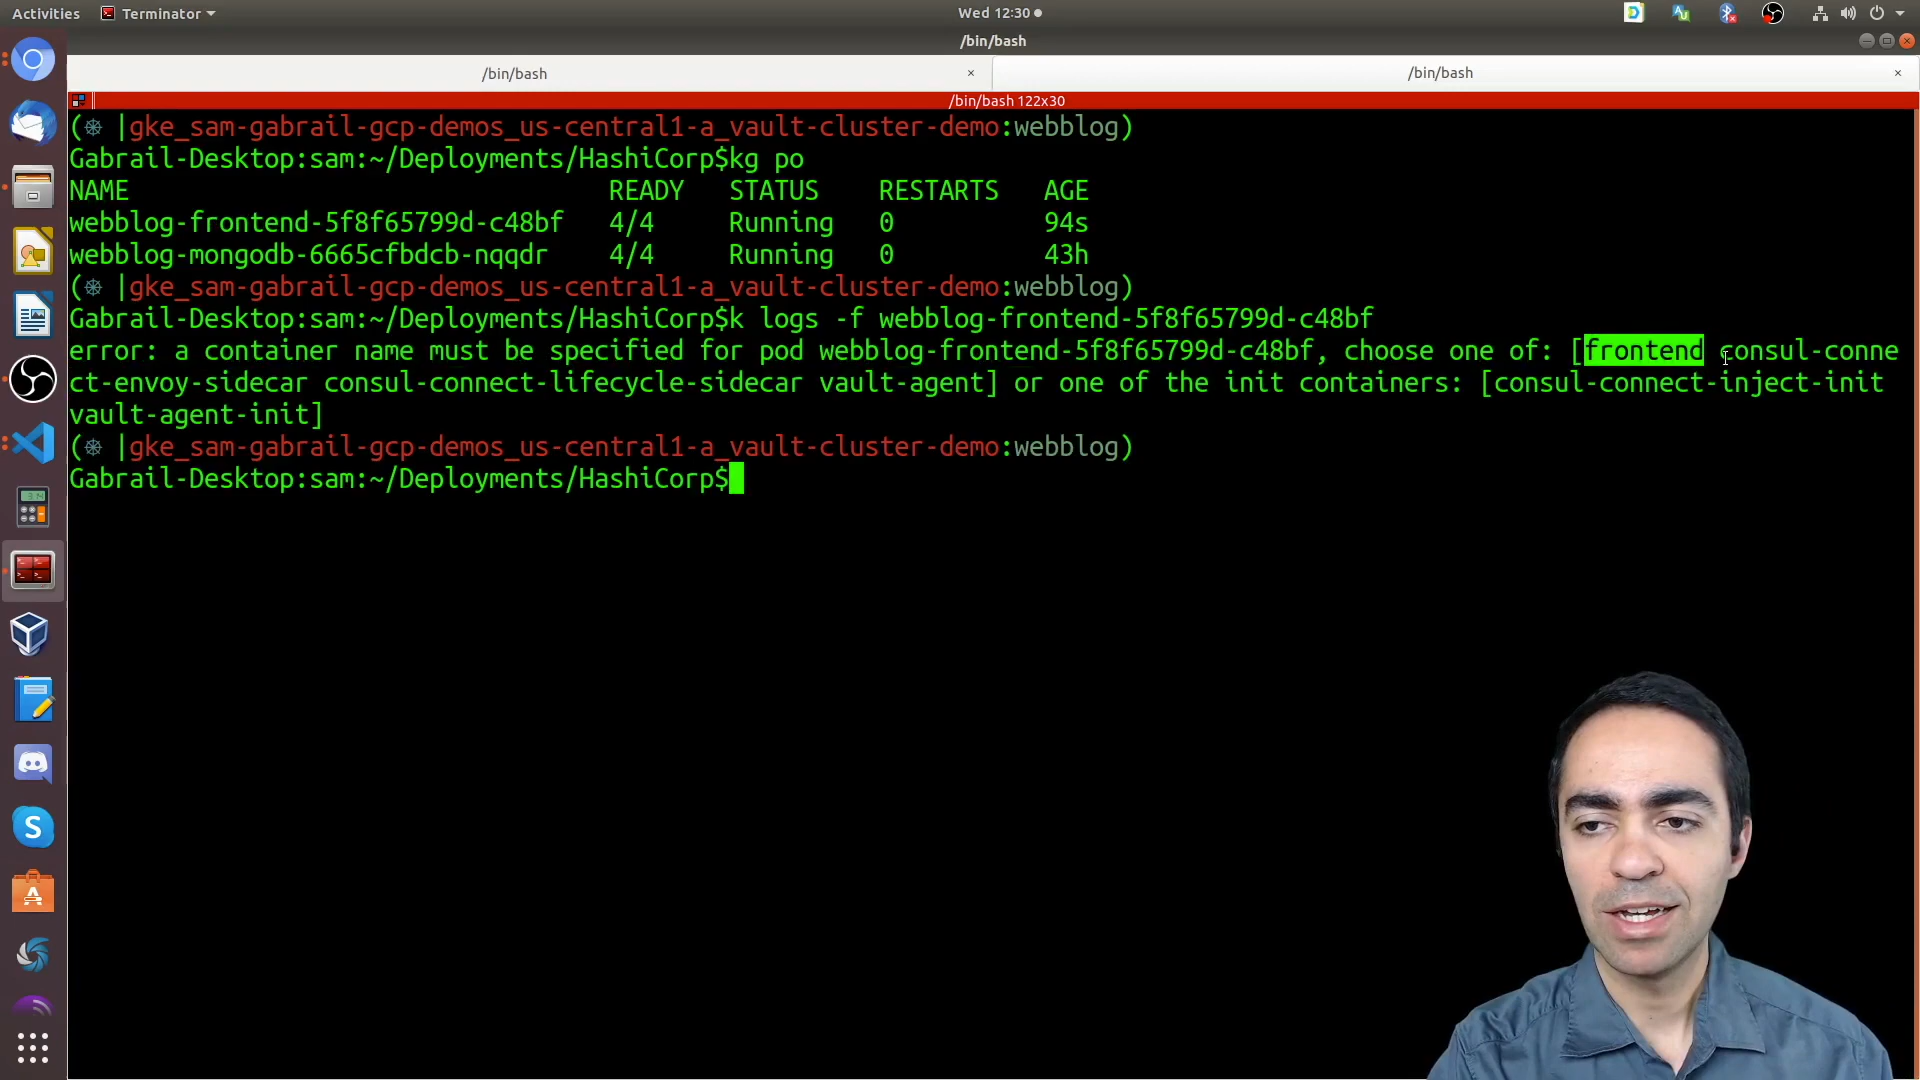 Activities Terminator Wed 12:30
/bin/bash
/bin/bash × /bin/bash ×
/bin/bash 122x30
(⎈ |gke_sam-gabrail-gcp-demos_us-central1-a_vault-cluster-demo:webblog)
Gabrail-Desktop:sam:~/Deployments/HashiCorp$kg po
NAME READY STATUS RESTARTS AGE
webblog-frontend-5f8f65799d-c48bf 4/4 Running 0 94s
webblog-mongodb-6665cfbdcb-nqqdr 4/4 Running 0 43h
(⎈ |gke_sam-gabrail-gcp-demos_us-central1-a_vault-cluster-demo:webblog)
Gabrail-Desktop:sam:~/Deployments/HashiCorp$k logs -f webblog-frontend-5f8f65799d-c48bf
error: a container name must be specified for pod webblog-frontend-5f8f65799d-c48bf, choose one of: [frontend consul-conne
ct-envoy-sidecar consul-connect-lifecycle-sidecar vault-agent] or one of the init containers: [consul-connect-inject-init
vault-agent-init]
(⎈ |gke_sam-gabrail-gcp-demos_us-central1-a_vault-cluster-demo:webblog)
Gabrail-Desktop:sam:~/Deployments/HashiCorp$